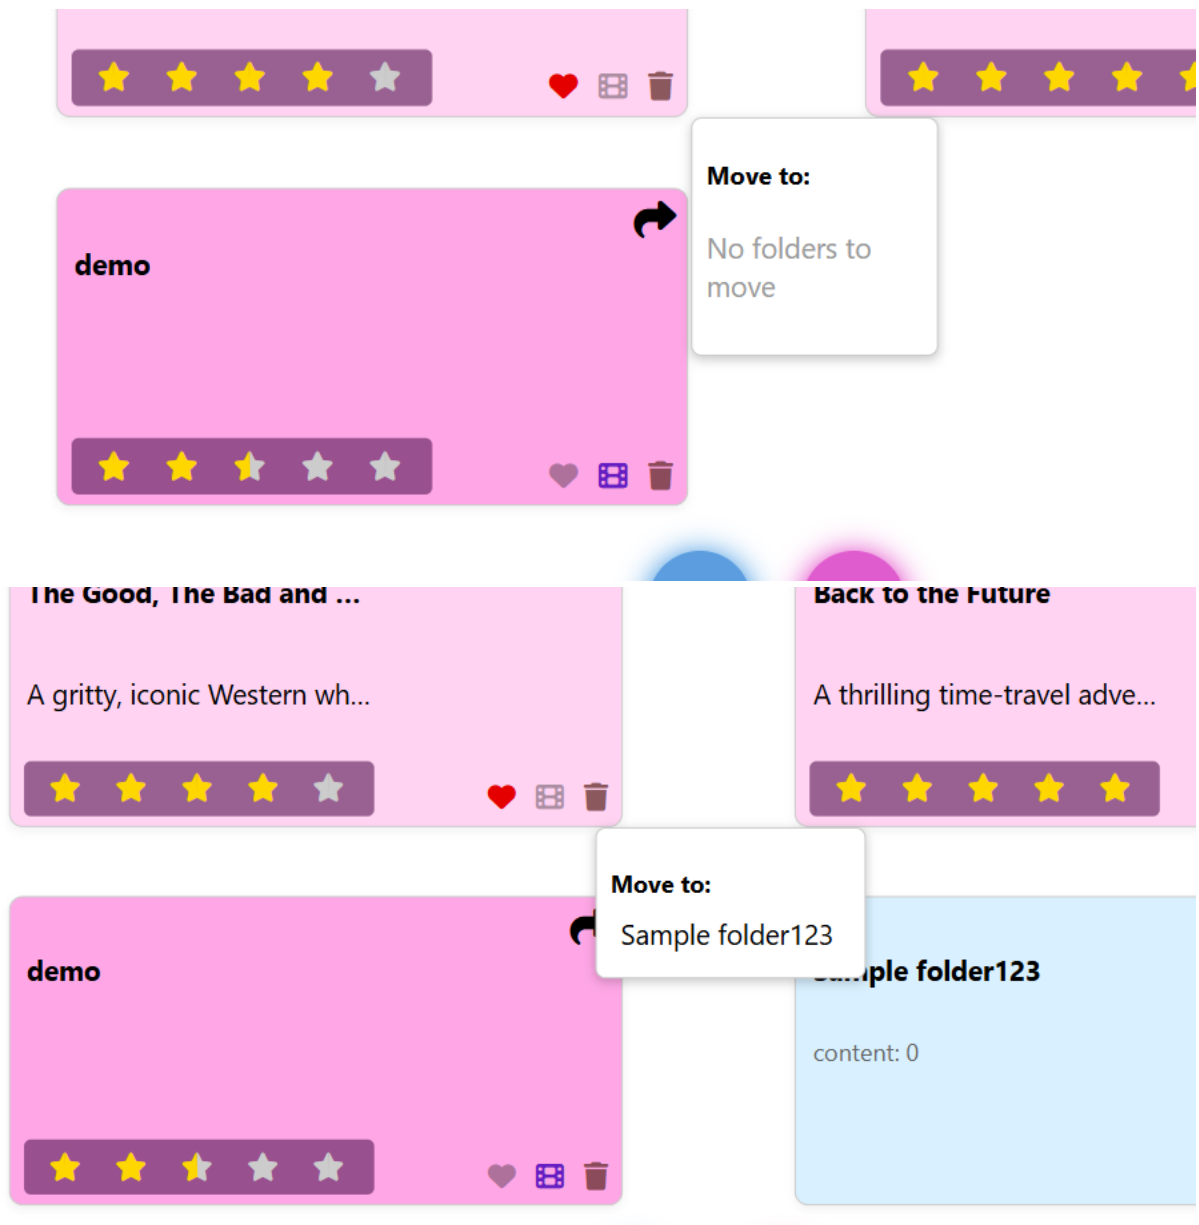 Move to:
No folders to
move
demo
The Good, The Bad and ...
Back to the Future
A gritty, iconic Western wh...
A thrilling time-travel adve...
Move to:
Sample folder123
demo
Sample folder123
content: 0